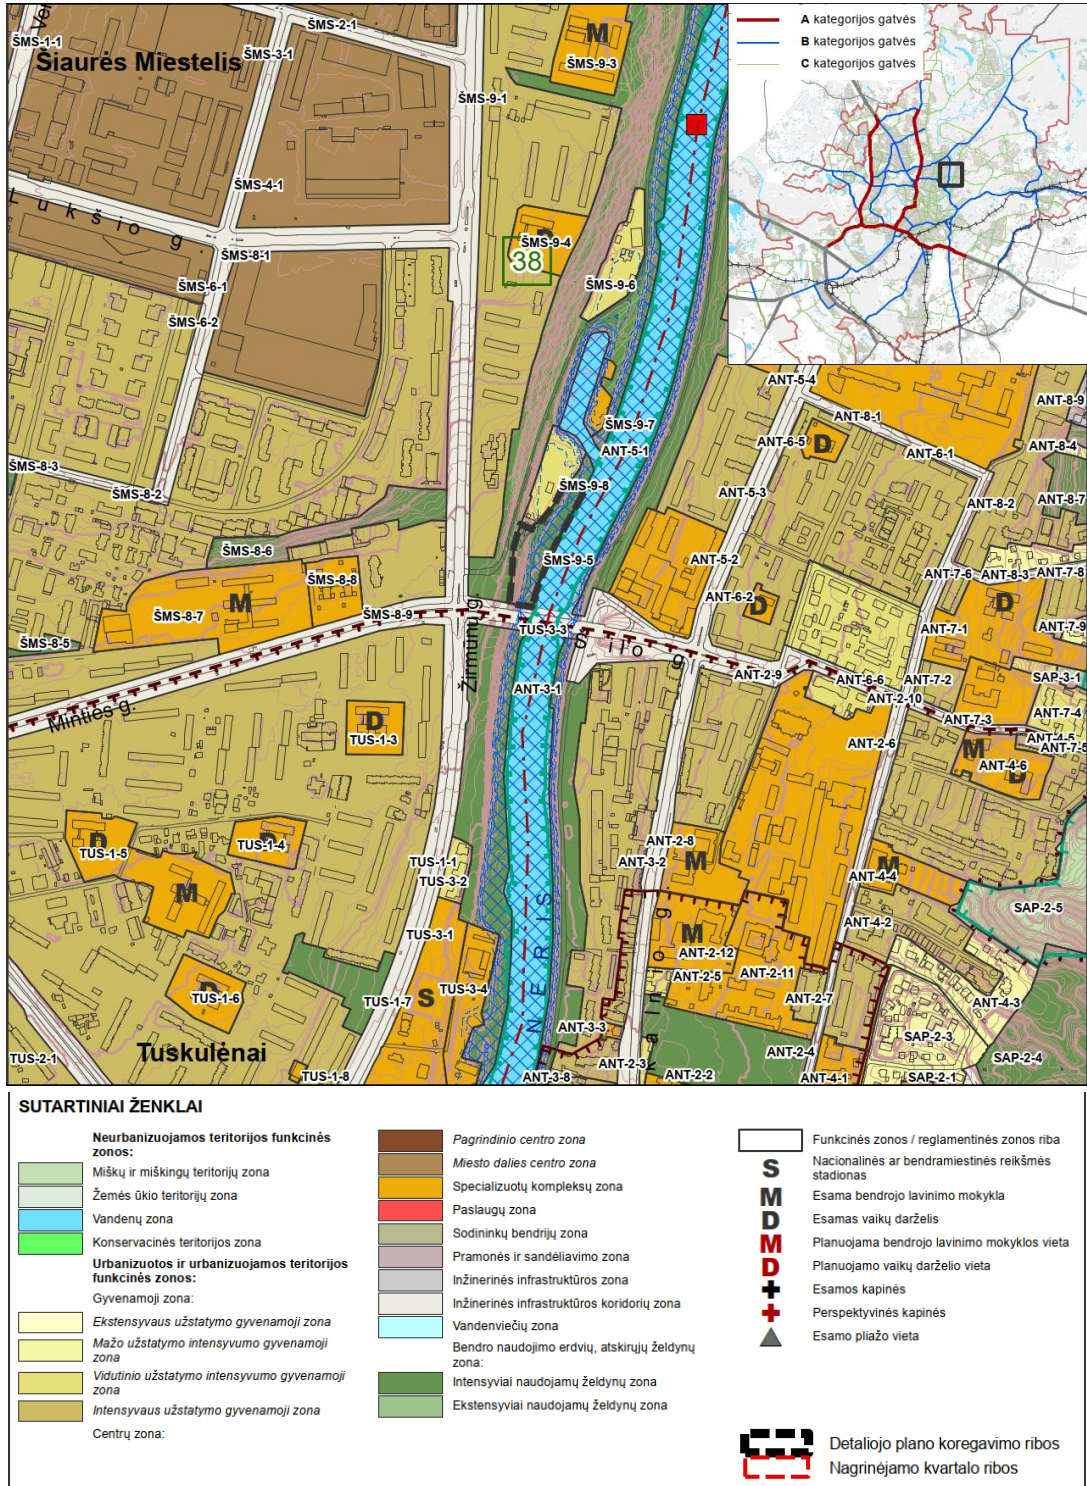 ŠMS-1-1
Šiaurės Miestelis
ŠMS-2-1
ŠMS-3-1
M
ŠMS-9-3
ŠMS-9-1
A kategorijos gatvės
B kategorijos gatvės
C kategorijos gatvės
ŠMS-4-1
Lukšio g
ŠMS-8-1
ŠMS-9-4
38
ŠMS-6-1
ŠMS-9-6
ŠMS-6-2
ANT-5-4
ANT-8-9
ANT-8-1
ŠMS-9-7
ANT-6-5
D
ANT-8-4
ANT-5-1
ANT-6-1
ŠMS-8-3
ŠMS-8-2
ŠMS-9-8
ANT-5-3
ANT-8-2
ANT-8-7
ŠMS-8-6
ŠMS-9-5
ANT-5-2
ŠMS-8-8
ANT-7-6
ANT-8-3
ANT-7-8
M
ŠMS-8-7
ŠMS-8-9
ANT-6-2
D
D
ŠMS-8-5
TUS-3-3
ANT-7-1
ANT-7-9
Žirmūnų g.
Šilo g.
ANT-3-1
ANT-2-9
ANT-6-6
ANT-7-2
SAP-3-1
ANT-2-10
Minties g.
ANT-7-3
ANT-7-4
D
TUS-1-3
ANT-2-6
M
ANT-4-5
ANT-7-5
ANT-4-6
D
D
TUS-1-5
D
TUS-1-4
ANT-2-8
TUS-1-1
ANT-3-2
M
M
TUS-3-2
ANT-4-4
M
NERIS
SAP-2-5
TUS-3-1
M
ANT-4-2
ANT-2-12
D
TUS-1-6
TUS-3-4
ANT-2-5
ANT-2-11
TUS-1-7
S
ANT-2-7
ANT-4-3
ANT-3-3
SAP-2-3
Tuskulėnai
TUS-2-1
ANT-2-4
SAP-2-4
ANT-2-3
TUS-1-8
ANT-3-8
ANT-2-2
ANT-4-1
SAP-2-1
SUTARTINIAI ŽENKLAI
Neurbanizuojamos teritorijos funkcinės
zonos:
Miškų ir miškingų teritorijų zona
Žemės ūkio teritorijų zona
Vandenų zona
Konservacinės teritorijos zona
Urbanizuotos ir urbanizuojamos teritorijos
funkcinės zonos:
Gyvenamoji zona:
Ekstensyvaus užstatymo gyvenamoji zona
Mažo užstatymo intensyvumo gyvenamoji
zona
Vidutinio užstatymo intensyvumo gyvenamoji
zona
Intensyvaus užstatymo gyvenamoji zona
Centrų zona:
Pagrindinio centro zona
Miesto dalies centro zona
Specializuotų kompleksų zona
Paslaugų zona
Sodininkų bendrijų zona
Pramonės ir sandėliavimo zona
Inžinerinės infrastruktūros zona
Inžinerinės infrastruktūros koridorių zona
Vandenviečių zona
Bendro naudojimo erdvių, atskirųjų želdynų
zona:
Intensyviai naudojamų želdynų zona
Ekstensyviai naudojamų želdynų zona
Funkcinės zonos / reglamentinės zonos riba
S Nacionalinės ar bendramiestinės reikšmės
stadionas
M Esama bendrojo lavinimo mokykla
D Esamas vaikų darželis
M Planuojama bendrojo lavinimo mokyklos vieta
D Planuojamo vaikų darželio vieta
Esamos kapinės
Perspektyvinės kapinės
Esamo pliažo vieta
Detaliojo plano koregavimo ribos
Nagrinėjamo kvartalo ribos